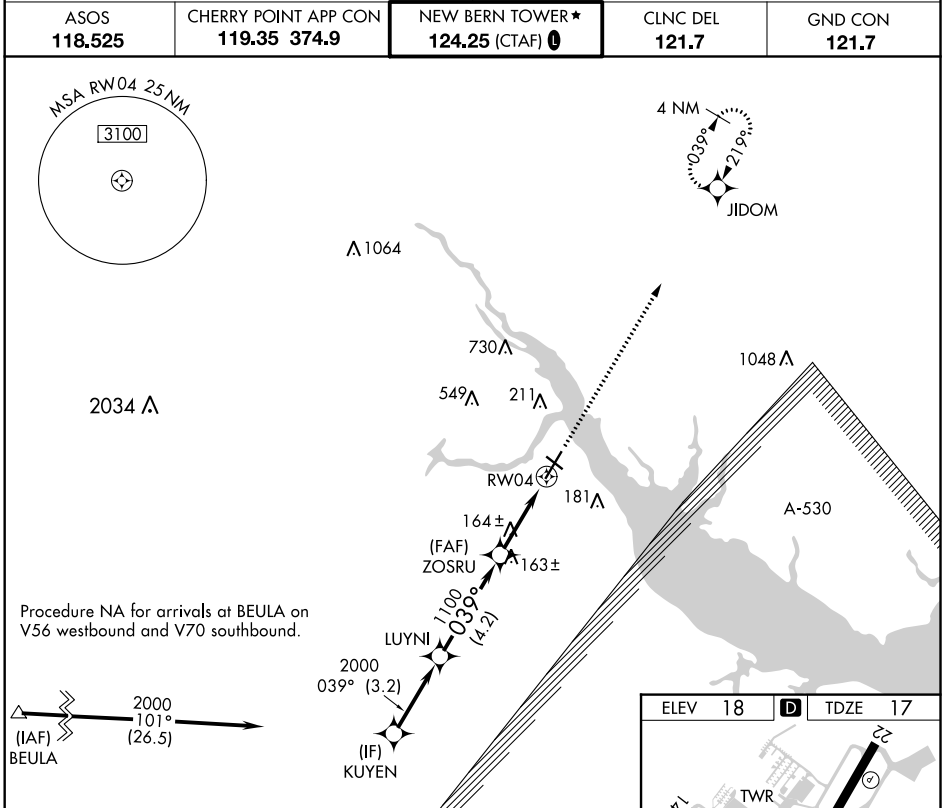 ASOS
118.525
CHERRY POINT APP CON
119.35 374.9
NEW BERN TOWER★
124.25 (CTAF) L
CLNC DEL
121.7
GND CON
121.7
MSA RW04 25 NM
3100
4 NM
039°
219°
JIDOM
1064
730
1048
549
211
2034
RW04
181
A-530
164±
(FAF)
ZOSRU
163±
1100
039°
(4.2)
Procedure NA for arrivals at BEULA on
V56 westbound and V70 southbound.
LUYNI
2000
039° (3.2)
2000
101°
(26.5)
(IAF)
BEULA
(IF)
KUYEN
ELEV 18 D TDZE 17
22
P
TWR
14